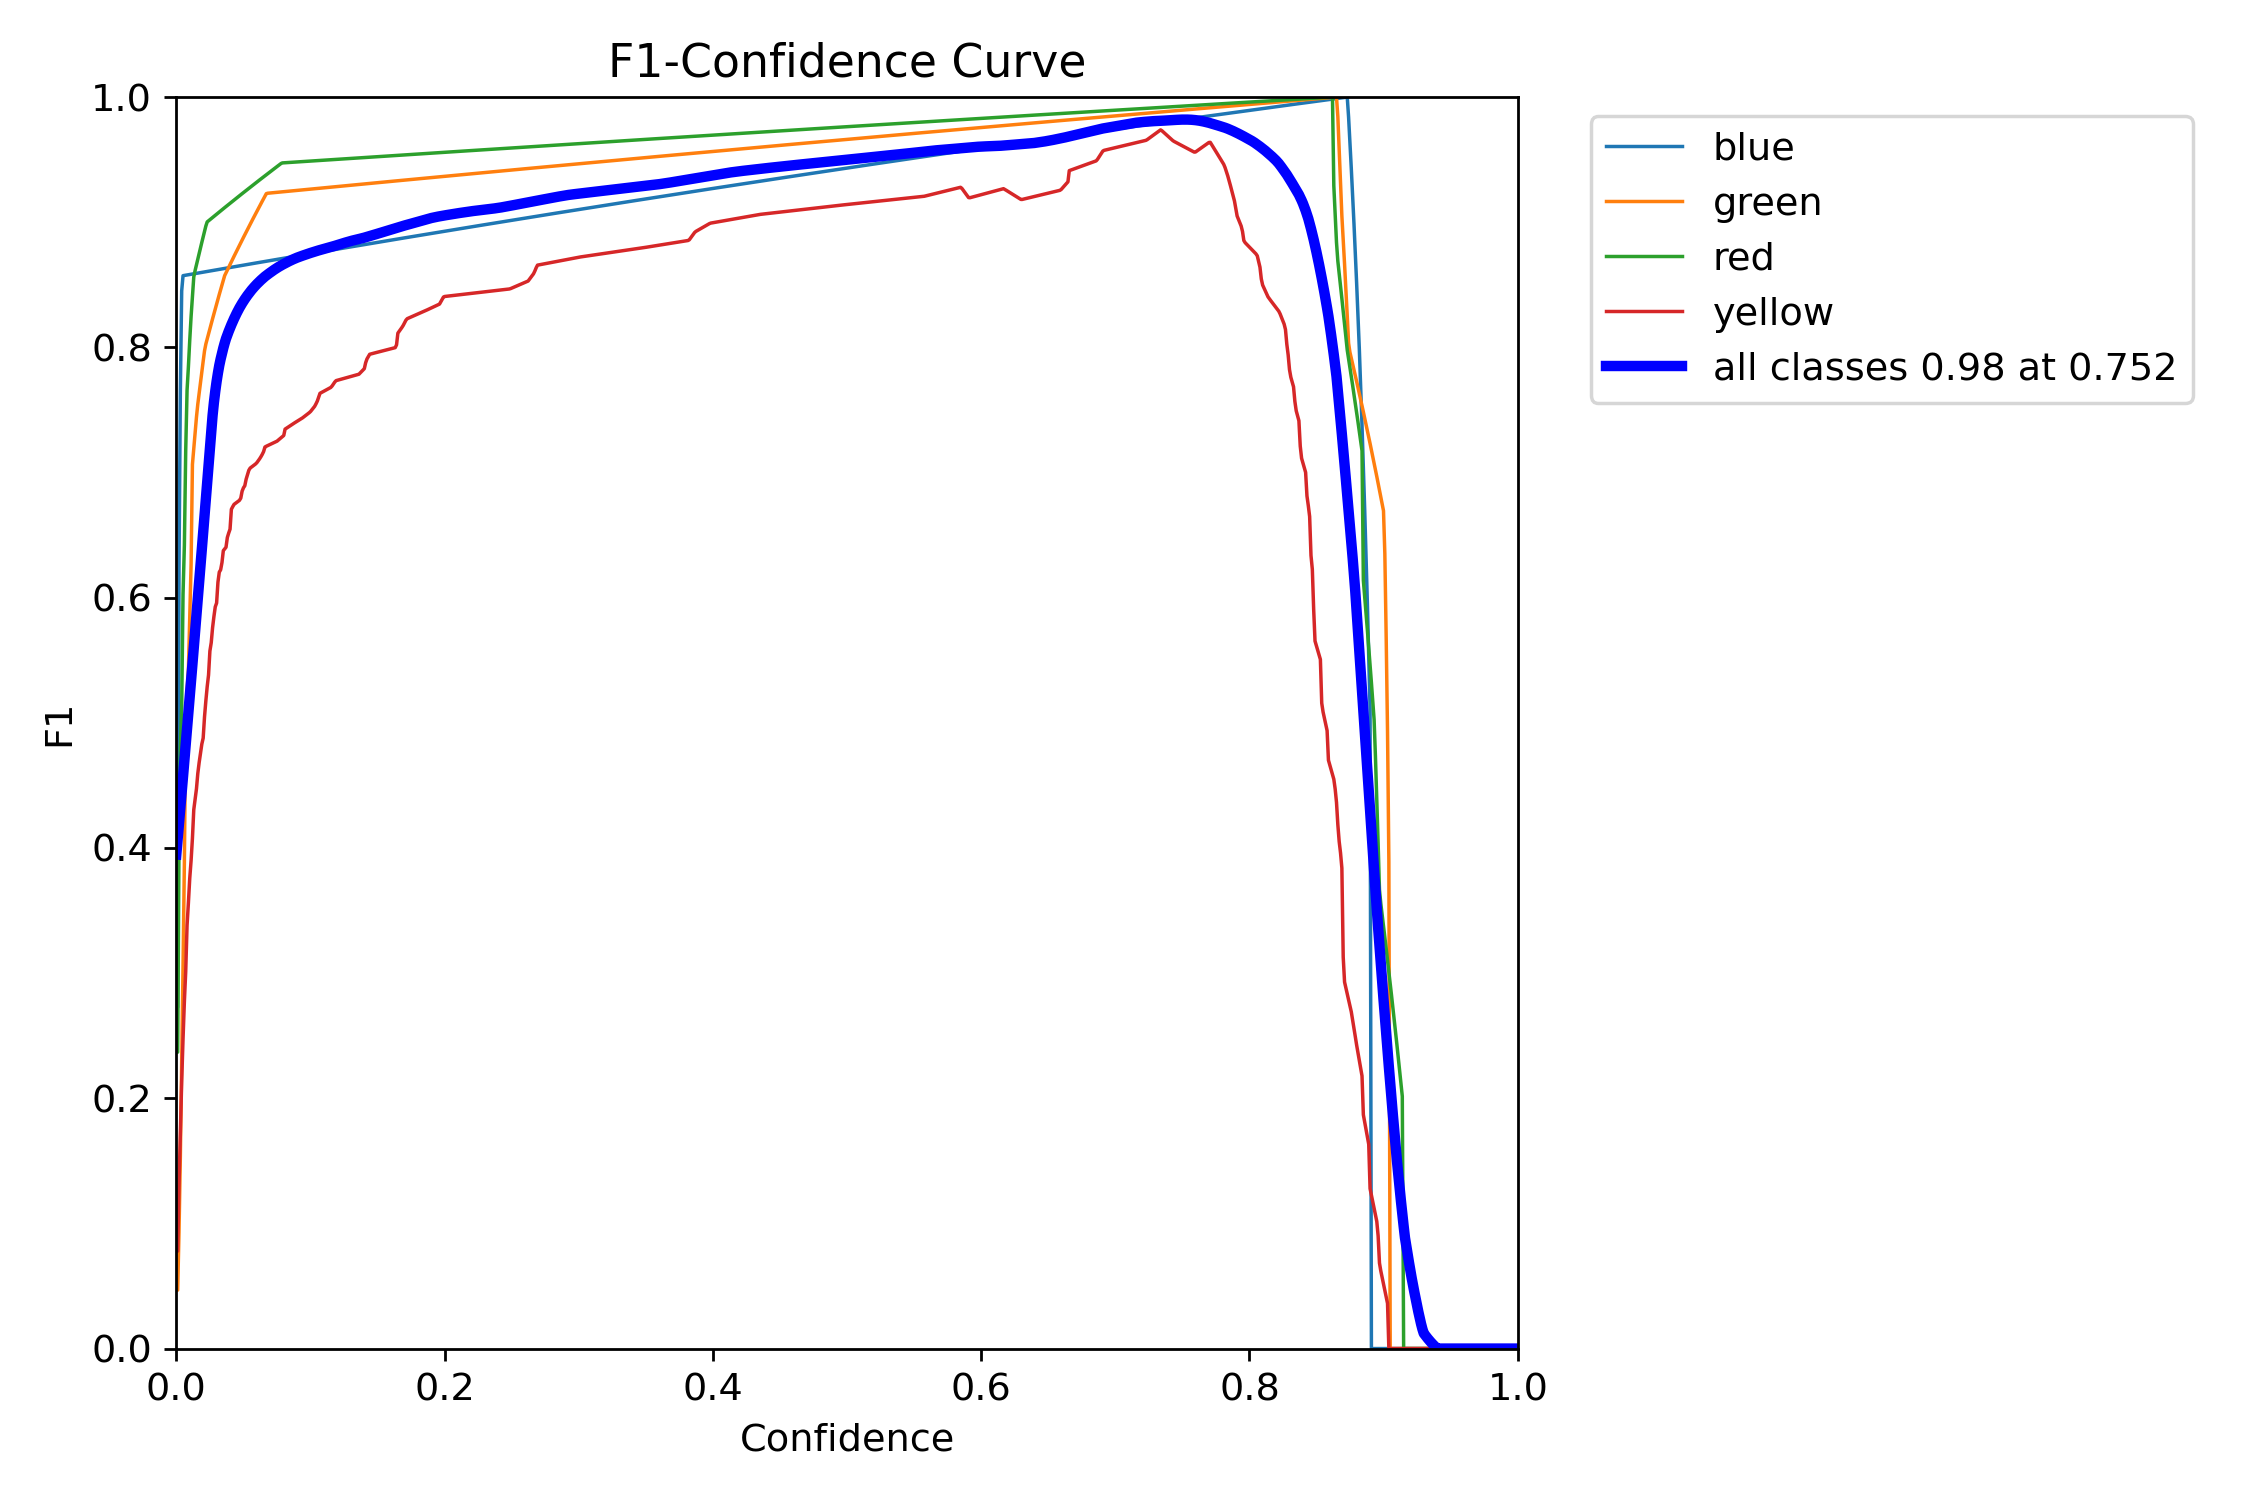 F1-Confidence Curve
1.0
0.8
0.6
0.4
0.2
0.0
F1
0.0 0.2 0.4 0.6 0.8 1.0
Confidence
blue
green
red
yellow
all classes 0.98 at 0.752